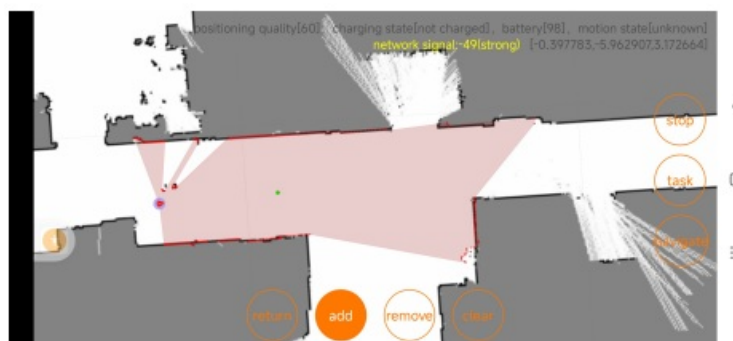 positioning quality[60], charging state[not charged], battery[98], motion state[unknown]
network signal:-49(strong) [-0.397783,-5.962907,3.172664]
stop
task
return
add
remove
clear